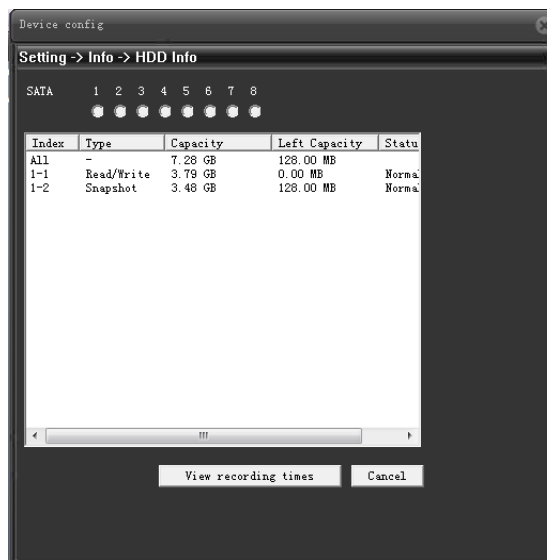 Device config
Setting -> Info -> HDD Info
SATA 1 2 3 4 5 6 7 8
Index Type Capacity Left Capacity Statu
All - 7.28 GB 128.00 MB
1-1 Read/Write 3.79 GB 0.00 MB Normal
1-2 Snapshot 3.48 GB 128.00 MB Normal
View recording times Cancel